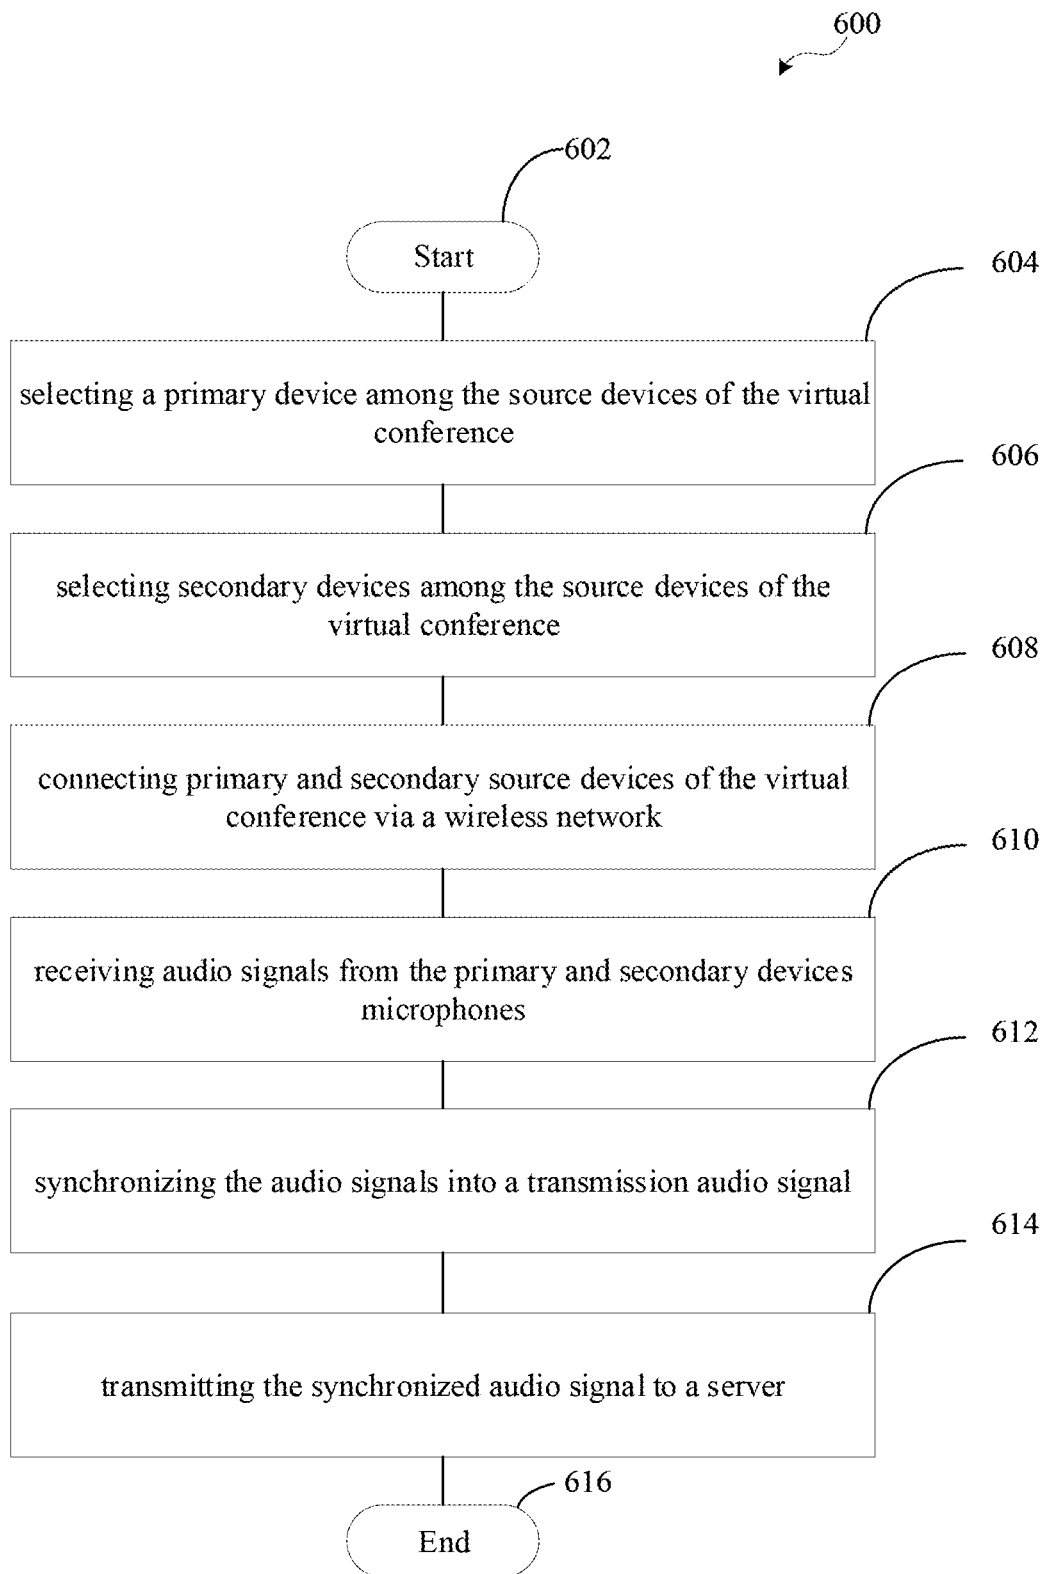 600
602
Start
604
selecting a primary device among the source devices of the virtual
conference
606
selecting secondary devices among the source devices of the
virtual conference
608
connecting primary and secondary source devices of the virtual
conference via a wireless network
610
receiving audio signals from the primary and secondary devices
microphones
612
synchronizing the audio signals into a transmission audio signal
614
transmitting the synchronized audio signal to a server
616
End